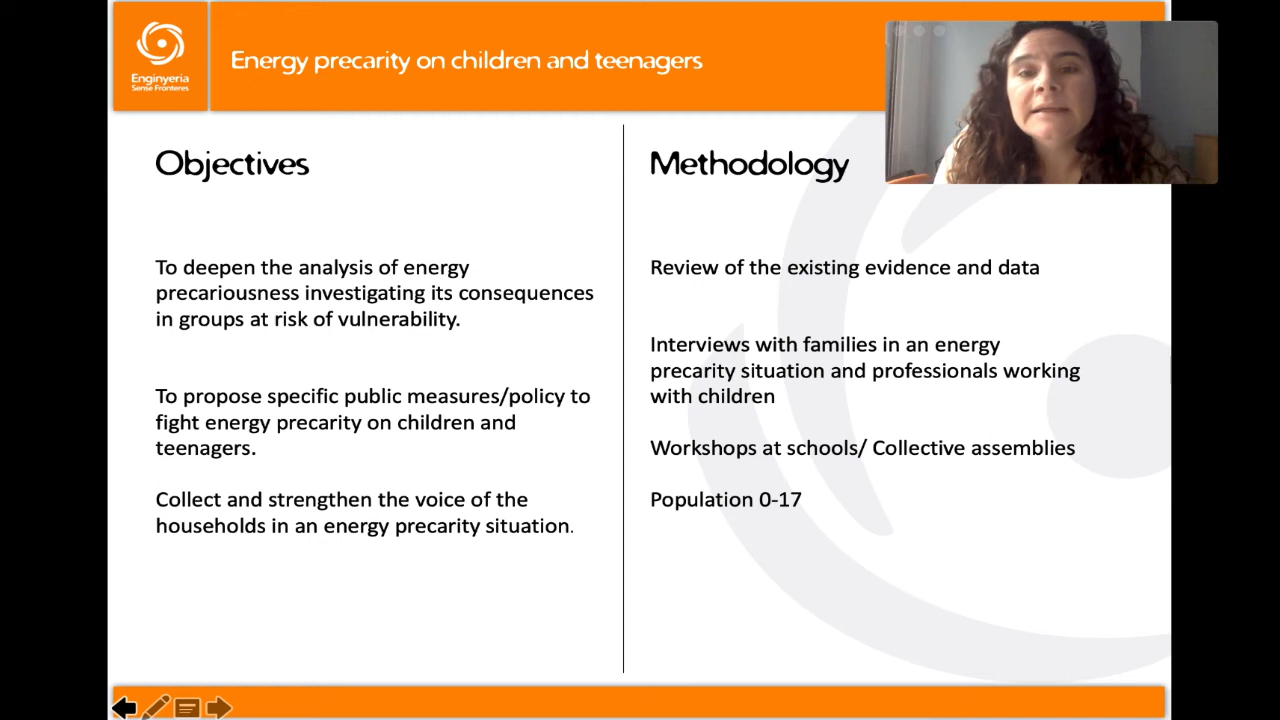 Enginyeria
Sense Fronteres
Energy precarity on children and teenagers
Objectives
To deepen the analysis of energy
precariousness investigating its consequences
in groups at risk of vulnerability.
To propose specific public measures/policy to
fight energy precarity on children and
teenagers.
Collect and strengthen the voice of the
households in an energy precarity situation.
Methodology
Review of the existing evidence and data
Interviews with families in an energy
precarity situation and professionals working
with children
Workshops at schools/ Collective assemblies
Population 0-17